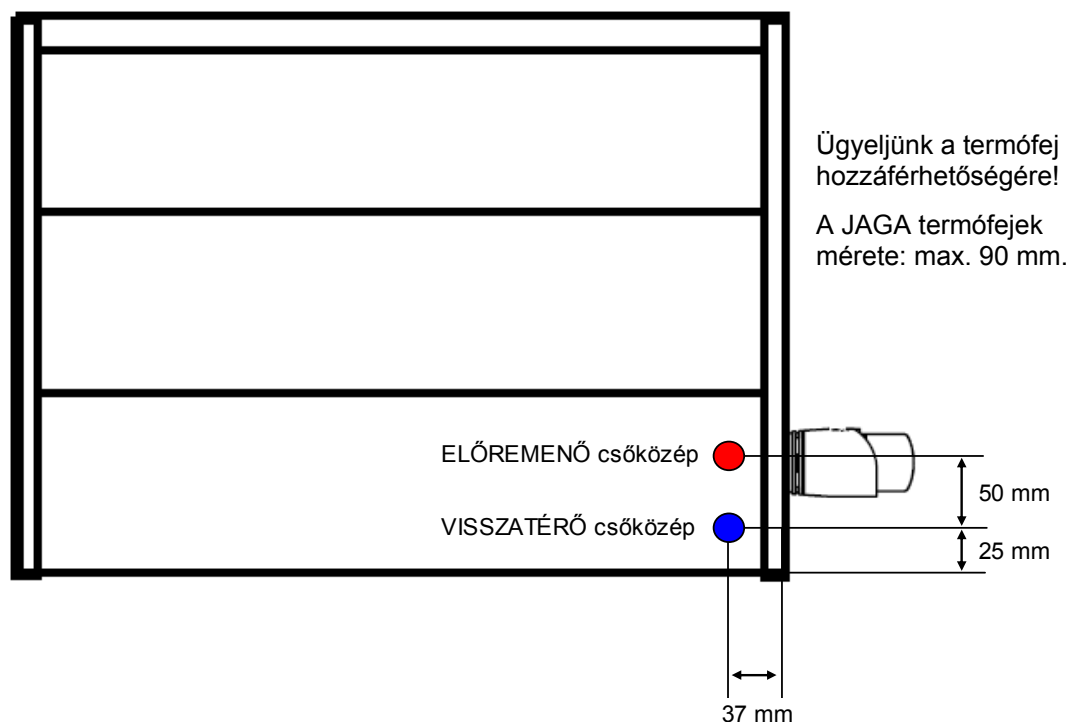 Ügyeljünk a termófej
hozzáférhetőségére!
A JAGA termófejek
mérete: max. 90 mm.
ELŐREMENŐ csőközép
50 mm
VISSZATÉRŐ csőközép
25 mm
37 mm